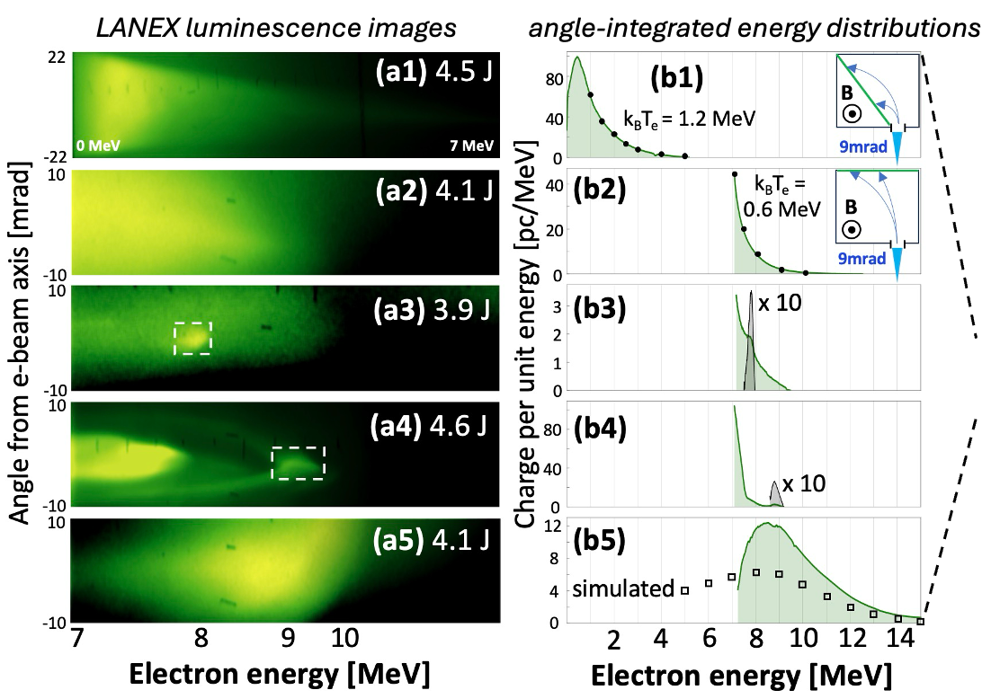 LANEX luminescence images
angle-integrated energy distributions
Angle from e-beam axis [mrad]
22
-22
(a1) 4.5 J
0 MeV
7 MeV
10
-10
(a2) 4.1 J
10
-10
(a3) 3.9 J
10
-10
(a4) 4.6 J
10
-10
(a5) 4.1 J
7 8 9 10
Electron energy [MeV]
Charge per unit energy [pc/MeV]
80
40
0
(b1)
k_BT_e = 1.2 MeV
B
9mrad
40
20
0
(b2)
k_BT_e =
0.6 MeV
B
9mrad
3
2
1
0
(b3)
x 10
80
40
0
(b4)
x 10
12
8
4
0
(b5)
simulated
2 4 6 8 10 12 14
Electron energy [MeV]